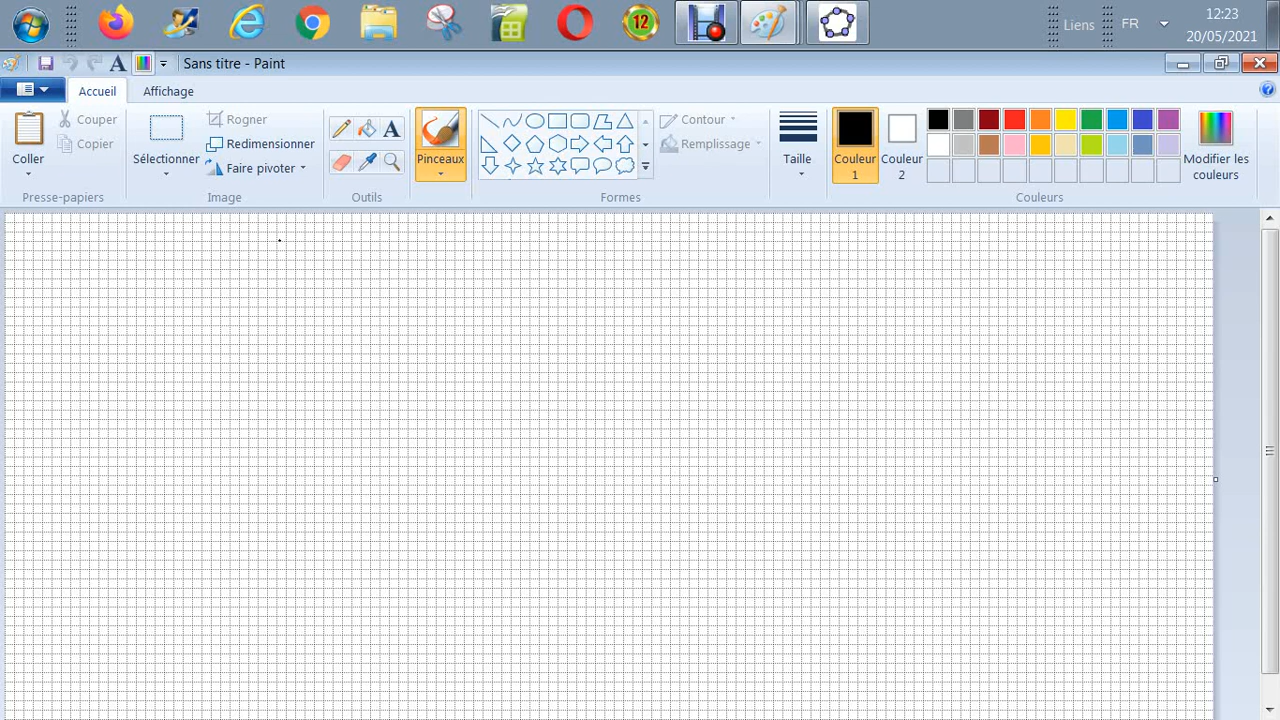 12
Liens
FR
12:23
20/05/2021
A
Sans titre - Paint
Accueil
Affichage
?
Coller
Couper
Copier
Presse-papiers
Sélectionner
Rogner
Redimensionner
Faire pivoter
Image
A
Outils
Pinceaux
Contour
Remplissage
Formes
Taille
Couleur
1
Couleur
2
Modifier les
couleurs
Couleurs